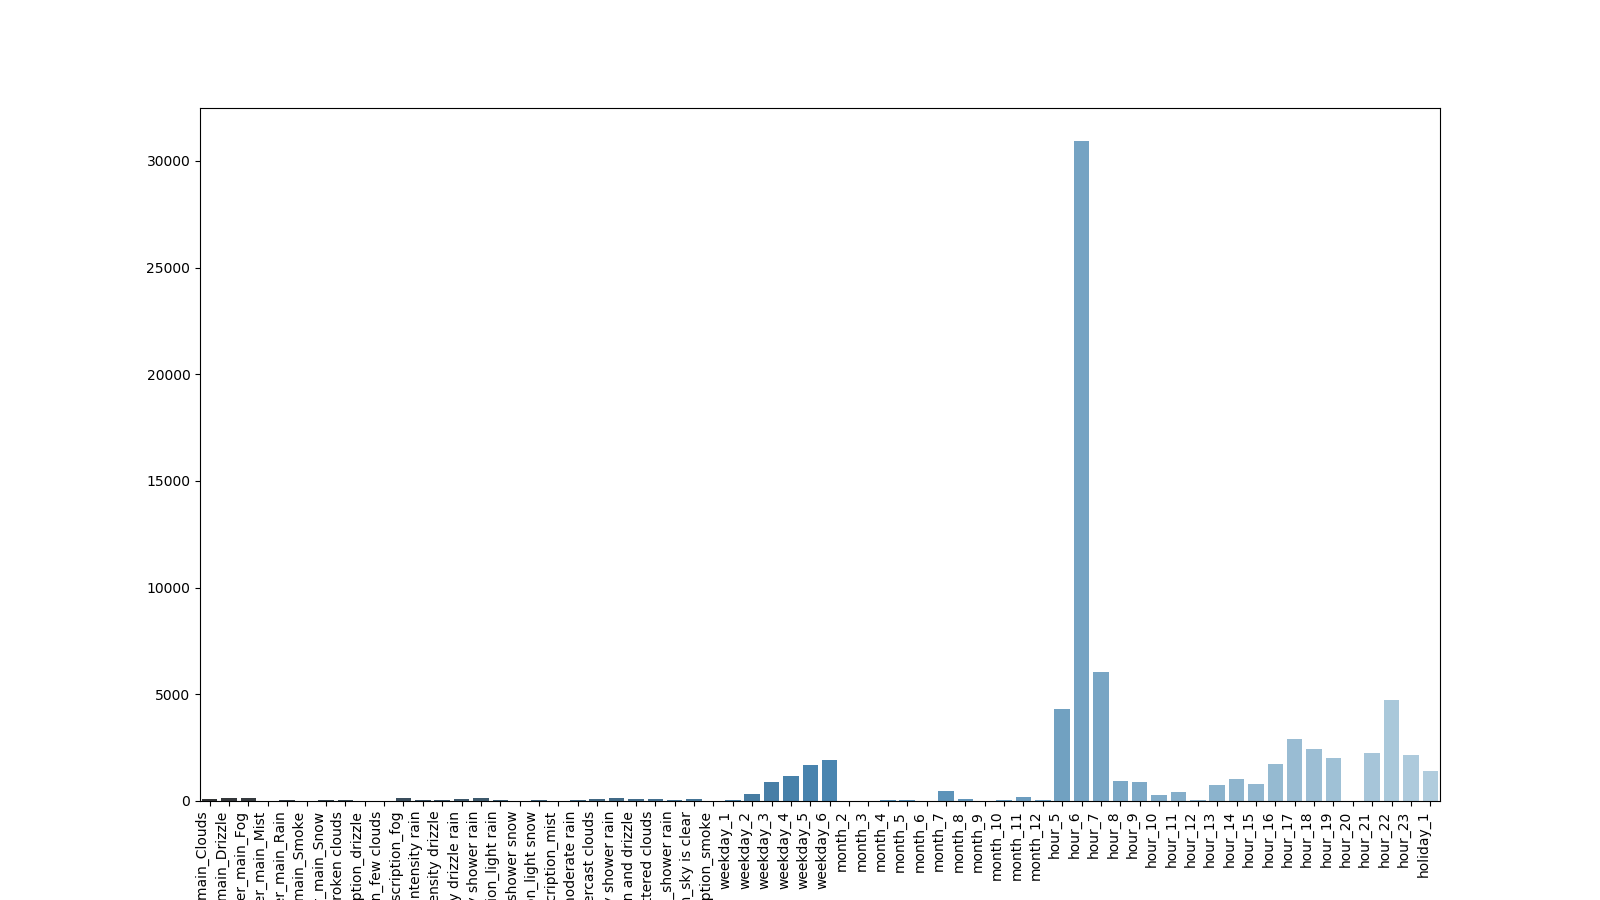 30000
25000
20000
15000
10000
5000
0
main_Clouds
main_Drizzle
er_main_Fog
er_main_Mist
er_main_Rain
main_Smoke
_main_Snow
roken clouds
ption_drizzle
n_few clouds
scription_fog
ntensity rain
ensity drizzle
y drizzle rain
shower rain
ion_light rain
shower snow
on_light snow
cription_mist
moderate rain
ercast clouds
shower rain
n and drizzle
ttered clouds
_shower rain
_sky is clear
ption_smoke
weekday_1
weekday_2
weekday_3
weekday_4
weekday_5
weekday_6
month_2
month_3
month_4
month_5
month_6
month_7
month_8
month_9
month_10
month_11
month_12
hour_5
hour_6
hour_7
hour_8
hour_9
hour_10
hour_11
hour_12
hour_13
hour_14
hour_15
hour_16
hour_17
hour_18
hour_19
hour_20
hour_21
hour_22
hour_23
holiday_1